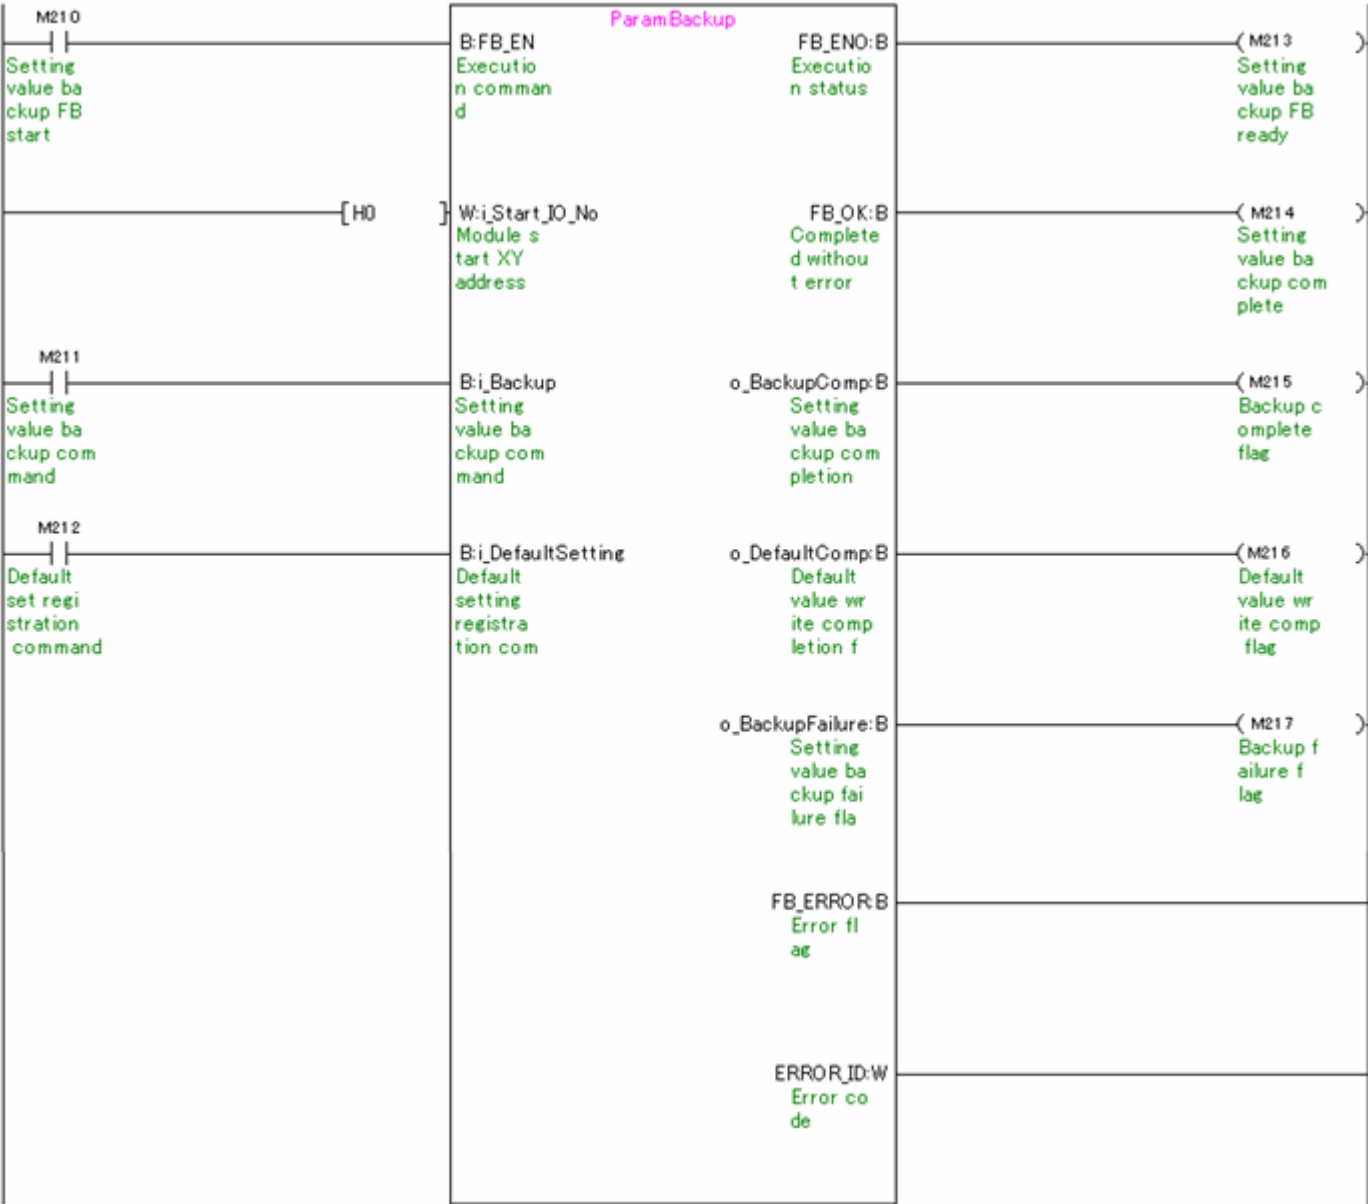 M210
Setting
value ba
ckup FB
start
ParamBackup
B:FB_EN
Executio
n comman
d
FB_ENO:B
Executio
n status
M213
Setting
value ba
ckup FB
ready
H0
W:i_Start_IO_No
Module s
tart XY
address
FB_OK:B
Complete
d withou
t error
M214
Setting
value ba
ckup com
plete
M211
Setting
value ba
ckup com
mand
B:i_Backup
Setting
value ba
ckup com
mand
o_BackupComp:B
Setting
value ba
ckup com
pletion
M215
Backup c
omplete
flag
M212
Default
set regi
stration
command
B:i_DefaultSetting
Default
setting
registra
tion com
o_DefaultComp:B
Default
value wr
ite comp
letion f
M216
Default
value wr
ite comp
flag
o_BackupFailure:B
Setting
value ba
ckup fai
lure fla
M217
Backup f
ailure f
lag
FB_ERROR:B
Error fl
ag
ERROR_ID:W
Error co
de